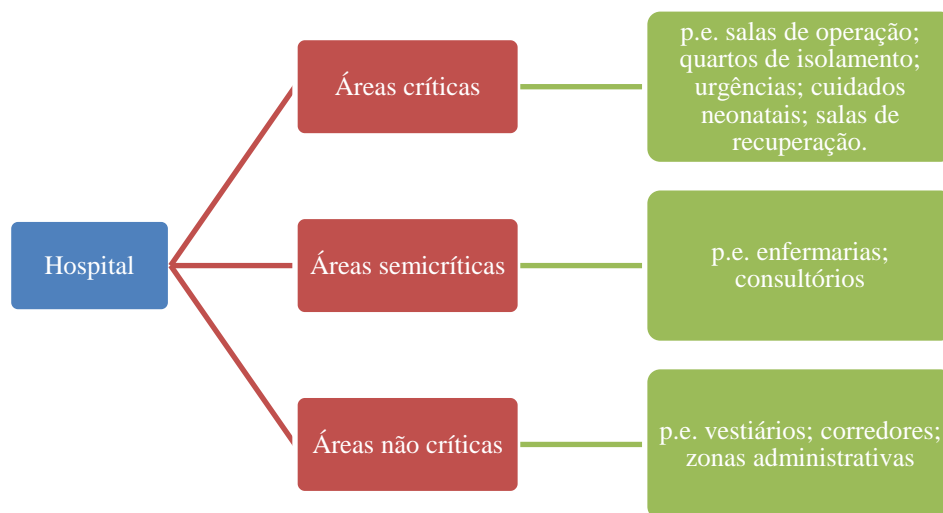 Hospital
Áreas críticas
p.e. salas de operação;
quartos de isolamento;
urgências; cuidados
neonatais; salas de
recuperação.
Áreas semicríticas
p.e. enfermarias;
consultórios
Áreas não críticas
p.e. vestiários; corredores;
zonas administrativas